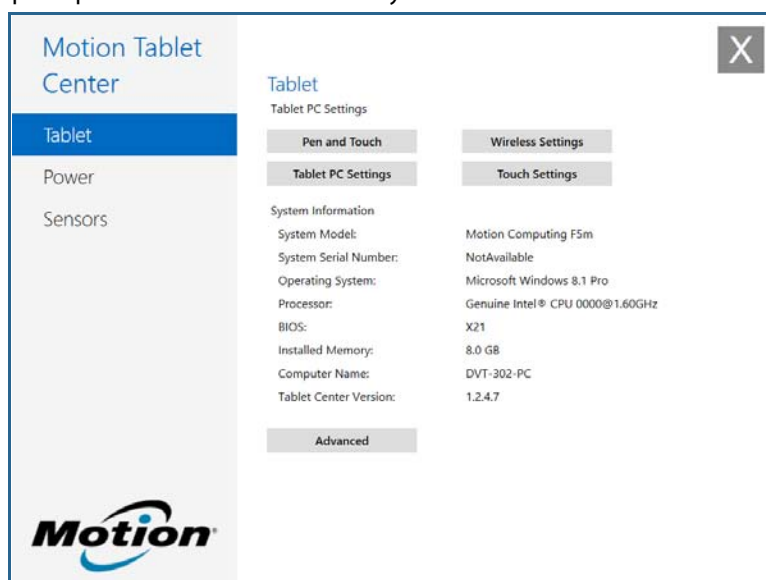 Motion Tablet
Center
X
Tablet
Power
Sensors
Tablet
Tablet PC Settings
Pen and Touch
Wireless Settings
Tablet PC Settings
Touch Settings
System Information
System Model: Motion Computing F5m
System Serial Number: NotAvailable
Operating System: Microsoft Windows 8.1 Pro
Processor: Genuine Intel® CPU 0000@1.60GHz
BIOS: X21
Installed Memory: 8.0 GB
Computer Name: DVT-302-PC
Tablet Center Version: 1.2.4.7
Advanced
Motion